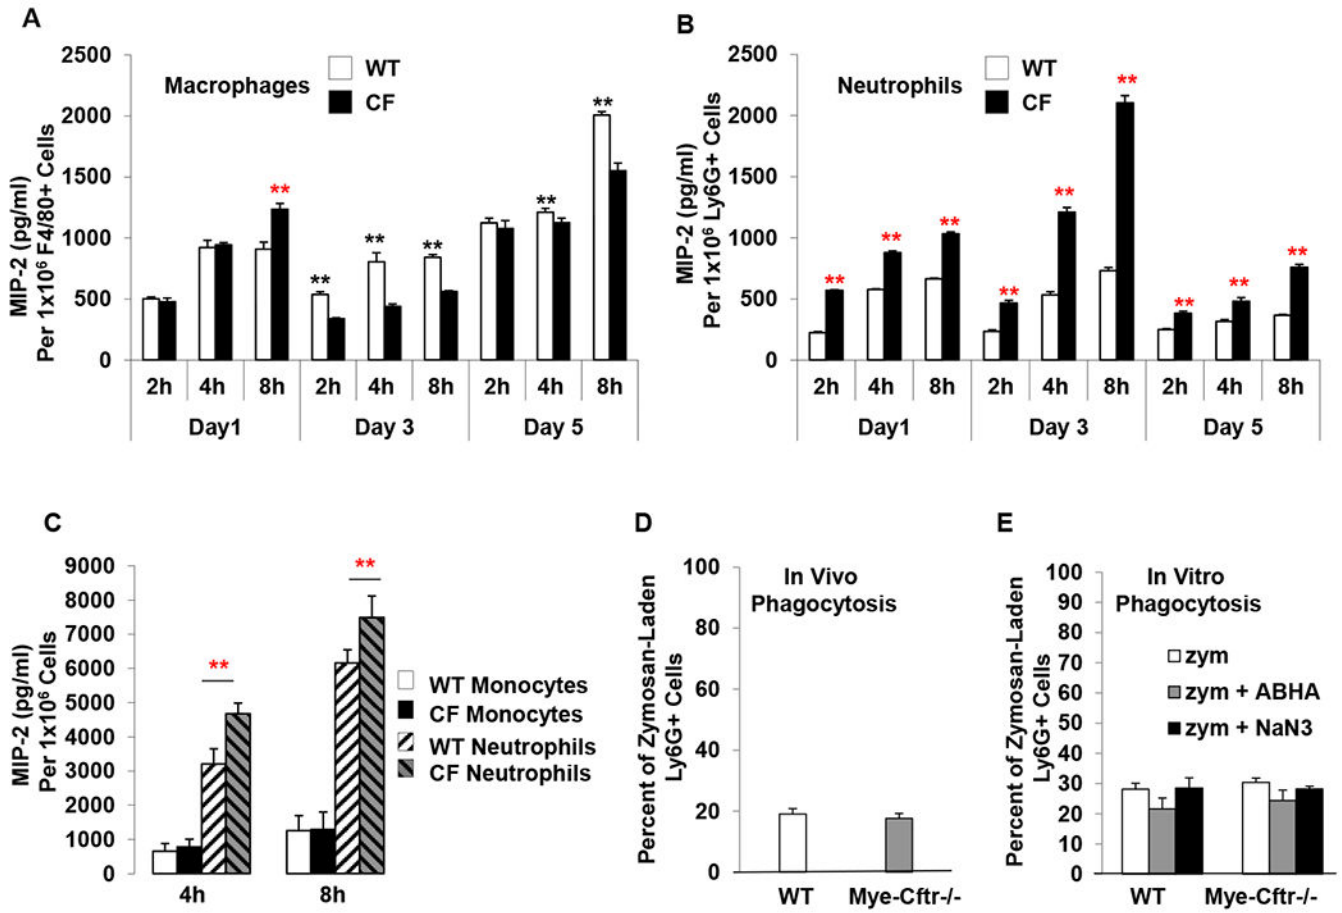 A
MIP-2 (pg/ml)
Per 1x10⁶ F4/80+ Cells
2500
2000
1500
1000
500
0
Macrophages
WT
CF
**
**
**
**
**
**
2h 4h 8h 2h 4h 8h 2h 4h 8h
Day1 Day 3 Day 5
B
MIP-2 (pg/ml)
Per 1x10⁶ Ly6G+ Cells
2500
2000
1500
1000
500
0
Neutrophils
WT
CF
**
**
**
**
**
**
**
**
**
2h 4h 8h 2h 4h 8h 2h 4h 8h
Day1 Day 3 Day 5
C
MIP-2 (pg/ml)
Per 1x10⁶ Cells
9000
8000
7000
6000
5000
4000
3000
2000
1000
0
**
**
WT Monocytes
CF Monocytes
WT Neutrophils
CF Neutrophils
4h 8h
D
Percent of Zymosan-Laden
Ly6G+ Cells
100
80
60
40
20
0
In Vivo
Phagocytosis
WT Mye-Cftr-/-
E
Percent of Zymosan-Laden
Ly6G+ Cells
100
90
80
70
60
50
40
30
20
10
0
In Vitro
Phagocytosis
zym
zym + ABHA
zym + NaN3
WT Mye-Cftr-/-